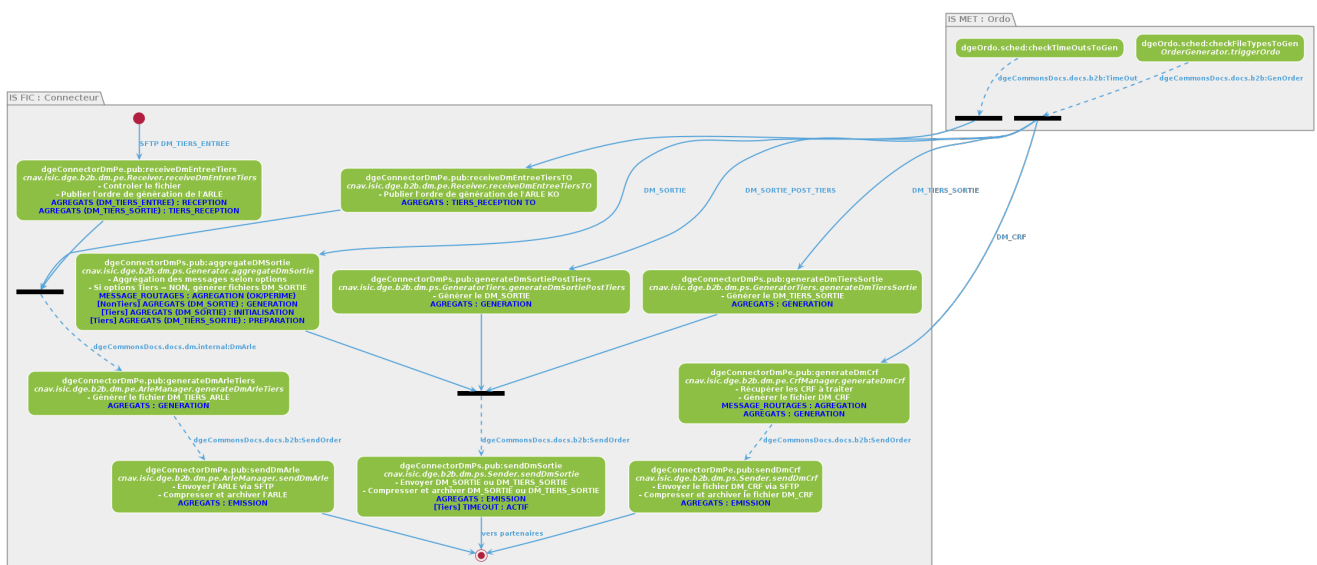 IS MET : Ordo
dgeOrdo.sched:checkTimeOutsToGen
dgeOrdo.sched:checkFileTypesToGen
OrderGenerator.triggerOrdo
dgeCommonsDocs.docs.b2b:TimeOut
dgeCommonsDocs.docs.b2b:GenOrder
IS FIC : Connecteur
SFTP DM_TIERS_ENTREE
dgeConnectorDmPe.pub:receiveDmEntreeTiers
cnav.isic.dge.b2b.dm.pe.Receiver.receiveDmEntreeTiers
- Controler le fichier
- Publier l'ordre de génération de l'ARLE
AGREGATS (DM_TIERS_ENTREE) : RECEPTION
AGREGATS (DM_TIERS_SORTIE) : TIERS_RECEPTION
dgeConnectorDmPe.pub:receiveDmEntreeTiersTO
cnav.isic.dge.b2b.dm.pe.Receiver.receiveDmEntreeTiersTO
- Publier l'ordre de génération de l'ARLE KO
AGREGATS : TIERS_RECEPTION TO
DM_SORTIE
DM_SORTIE_POST_TIERS
DM_TIERS_SORTIE
DM_CRF
dgeConnectorDmPs.pub:aggregateDMSortie
cnav.isic.dge.b2b.dm.ps.Generator.aggregateDmSortie
- Aggrégation des messages selon options
- Si options Tiers = NON, générer fichiers DM_SORTIE
MESSAGE_ROUTAGES : AGREGATION (OK/PERIME)
[NonTiers] AGREGATS (DM_SORTIE) : GENERATION
[Tiers] AGREGATS (DM_SORTIE) : INITIALISATION
[Tiers] AGREGATS (DM_TIERS_SORTIE) : PREPARATION
dgeConnectorDmPs.pub:generateDmSortiePostTiers
cnav.isic.dge.b2b.dm.ps.GeneratorTiers.generateDmSortiePostTiers
- Générer le DM_SORTIE
AGREGATS : GENERATION
dgeConnectorDmPs.pub:generateDmTiersSortie
cnav.isic.dge.b2b.dm.ps.GeneratorTiers.generateDmTiersSortie
- Générer le DM_TIERS_SORTIE
AGREGATS : GENERATION
dgeCommonsDocs.docs.dm.internal:DmArle
dgeConnectorDmPe.pub:generateDmArleTiers
cnav.isic.dge.b2b.dm.pe.ArleManager.generateDmArleTiers
- Générer le fichier DM_TIERS_ARLE
AGREGATS : GENERATION
dgeConnectorDmPe.pub:generateDmCrf
cnav.isic.dge.b2b.dm.pe.CrfManager.generateDmCrf
- Récupérer les CRF à traiter
- Générer le fichier DM_CRF
MESSAGE_ROUTAGES : AGREGATION
AGREGATS : GENERATION
dgeCommonsDocs.docs.b2b:SendOrder
dgeCommonsDocs.docs.b2b:SendOrder
dgeCommonsDocs.docs.b2b:SendOrder
dgeConnectorDmPe.pub:sendDmArle
cnav.isic.dge.b2b.dm.pe.ArleManager.sendDmArle
- Envoyer l'ARLE via SFTP
- Compresser et archiver l'ARLE
AGREGATS : EMISSION
dgeConnectorDmPs.pub:sendDmSortie
cnav.isic.dge.b2b.dm.ps.Sender.sendDmSortie
- Envoyer DM_SORTIE ou DM_TIERS_SORTIE
- Compresser et archiver DM_SORTIE ou DM_TIERS_SORTIE
AGREGATS : EMISSION
[Tiers] TIMEOUT : ACTIF
dgeConnectorDmPe.pub:sendDmCrf
cnav.isic.dge.b2b.dm.ps.Sender.sendDmCrf
- Envoyer le fichier DM_CRF via SFTP
- Compresser et archiver le fichier DM_CRF
AGREGATS : EMISSION
vers partenaires